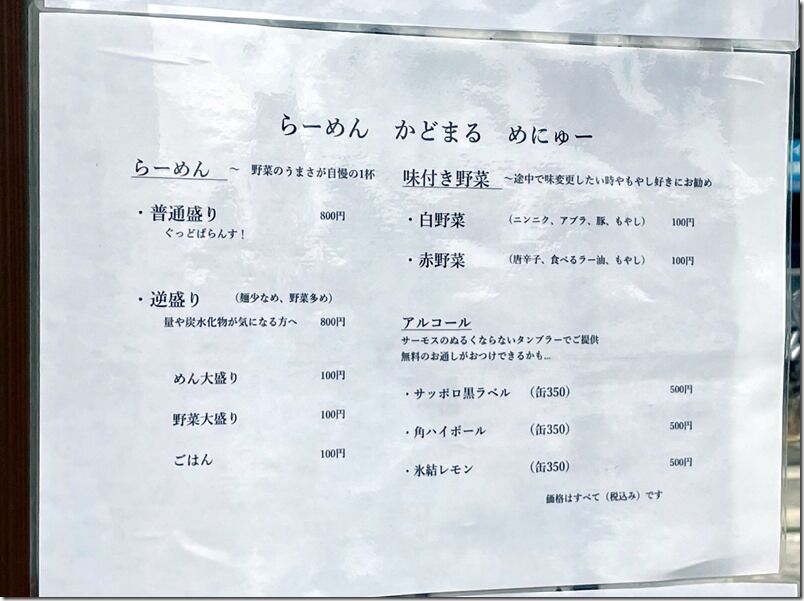 らーめん　かどまる　めにゅー
らーめん　〜　野菜のうまさが自慢の1杯
・普通盛り　800円
ぐっどばらんす！
・逆盛り　（麺少なめ、野菜多め）
量や炭水化物が気になる方へ　800円
めん大盛り　100円
野菜大盛り　100円
ごはん　100円
味付き野菜　〜途中で味変更したい時やもやし好きにお勧め
・白野菜　（ニンニク、アブラ、豚、もやし）　100円
・赤野菜　（唐辛子、食べるラー油、もやし）　100円
アルコール
サーモスのぬるくならないタンブラーでご提供
無料のお通しがおつけできるかも...
・サッポロ黒ラベル　（缶350）　500円
・角ハイボール　（缶350）　500円
・氷結レモン　（缶350）　500円
価格はすべて（税込み）です